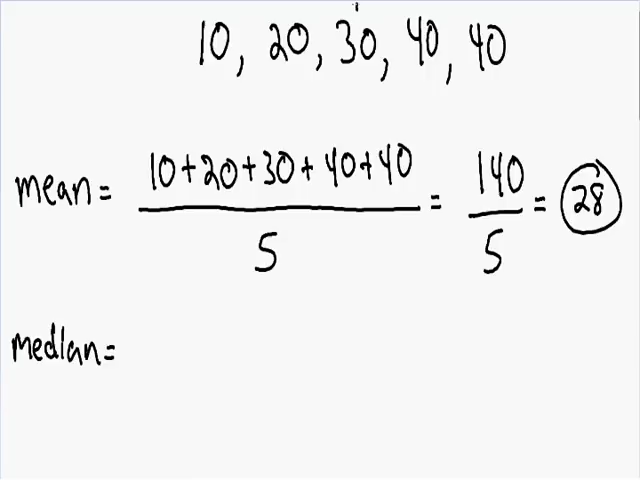 10, 20, 30, 40, 40
mean = 10+20+30+40+40 / 5 = 140 / 5 = 28
median =